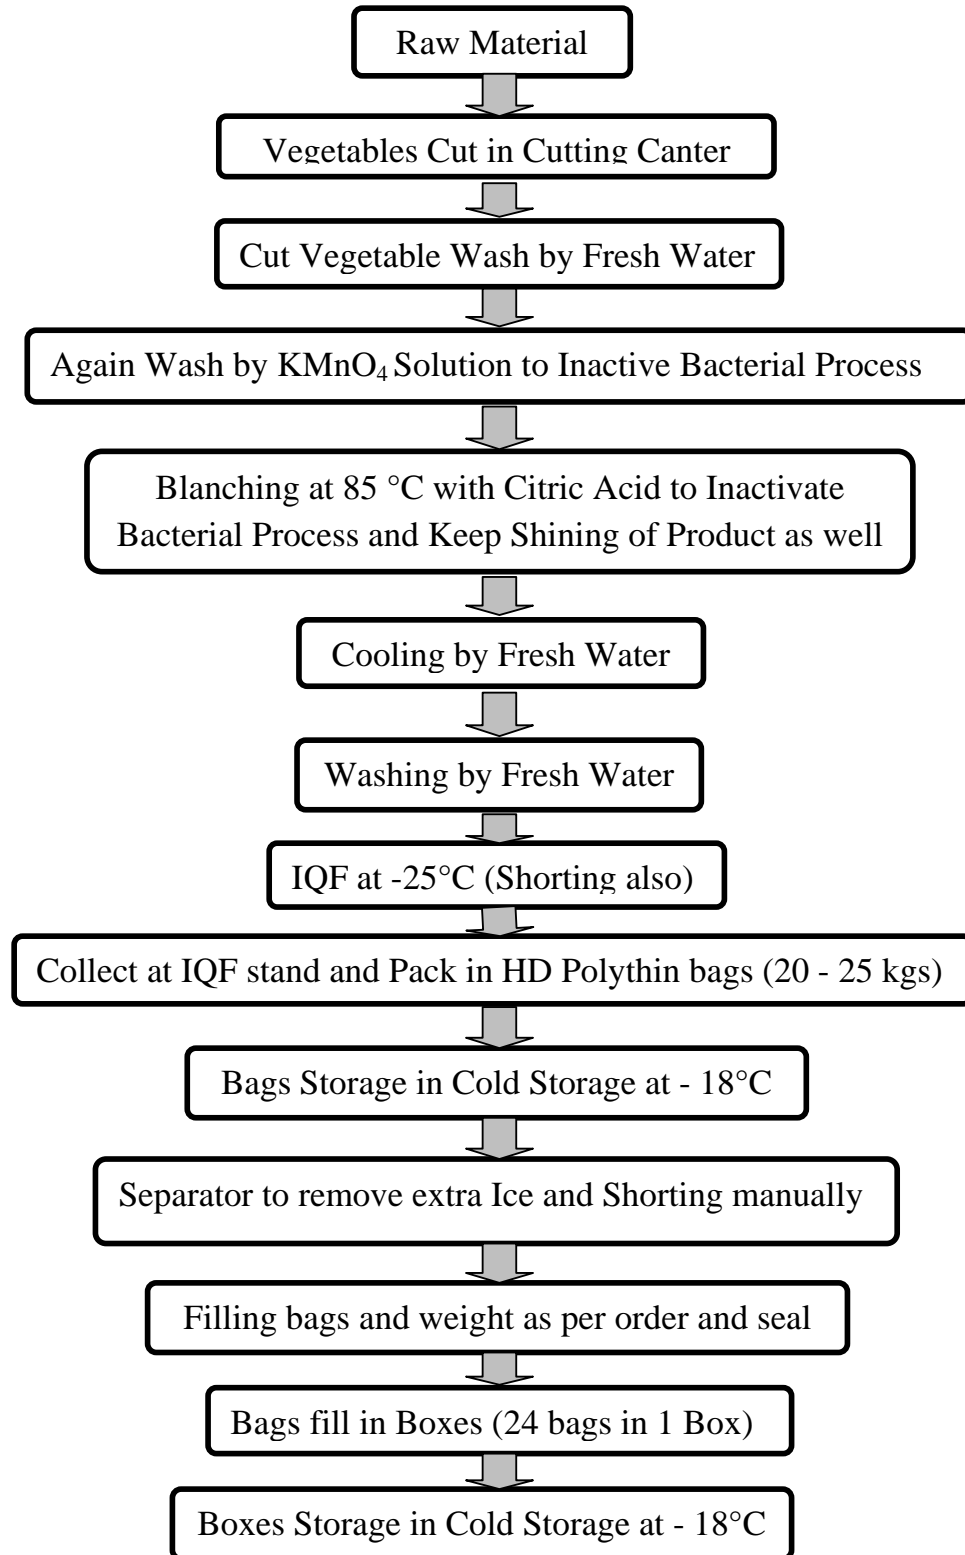 Raw Material
Vegetables Cut in Cutting Canter
Cut Vegetable Wash by Fresh Water
Again Wash by KMnO₄ Solution to Inactive Bacterial Process
Blanching at 85 °C with Citric Acid to Inactivate
Bacterial Process and Keep Shining of Product as well
Cooling by Fresh Water
Washing by Fresh Water
IQF at -25°C (Shorting also)
Collect at IQF stand and Pack in HD Polythin bags (20 - 25 kgs)
Bags Storage in Cold Storage at - 18°C
Separator to remove extra Ice and Shorting manually
Filling bags and weight as per order and seal
Bags fill in Boxes (24 bags in 1 Box)
Boxes Storage in Cold Storage at - 18°C